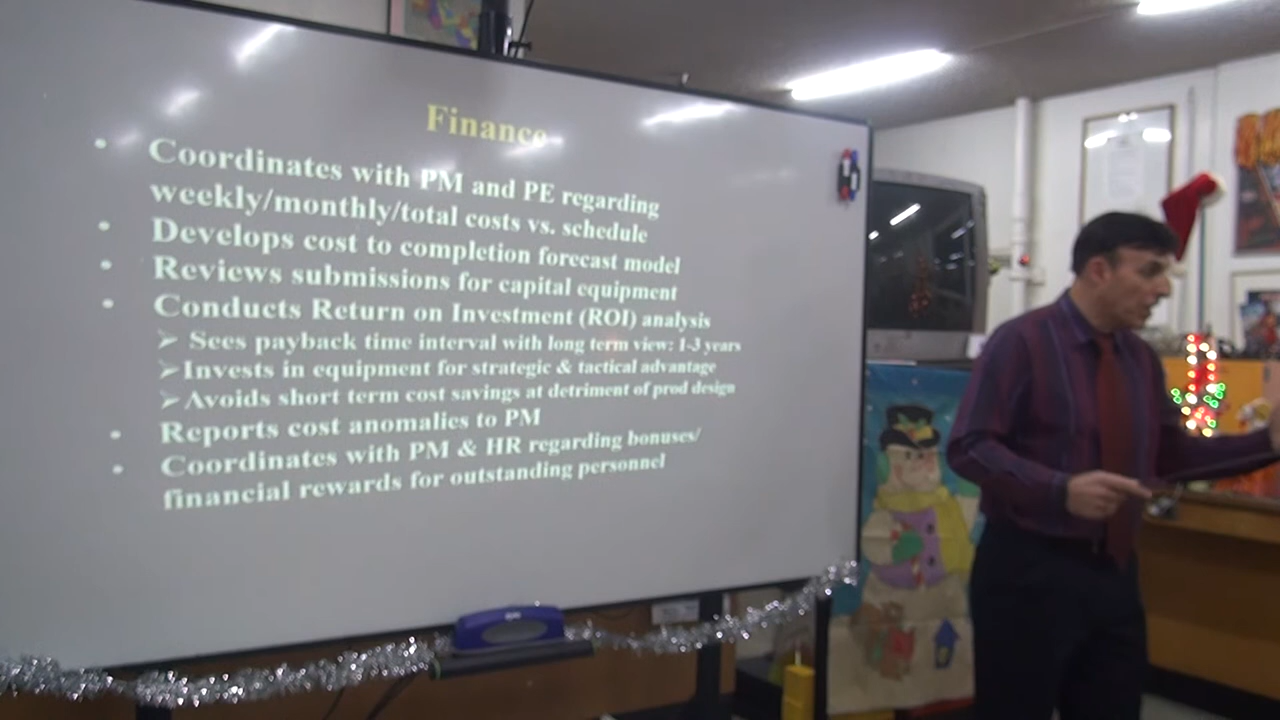 Finance
• Coordinates with PM and PE regarding
weekly/monthly/total costs vs. schedule
• Develops cost to completion forecast model
• Reviews submissions for capital equipment
• Conducts Return on Investment (ROI) analysis
➢ Sees payback time interval with long term view: 1-3 years
➢ Invests in equipment for strategic & tactical advantage
➢ Avoids short term cost savings at detriment of prod design
• Reports cost anomalies to PM
• Coordinates with PM & HR regarding bonuses/
financial rewards for outstanding personnel